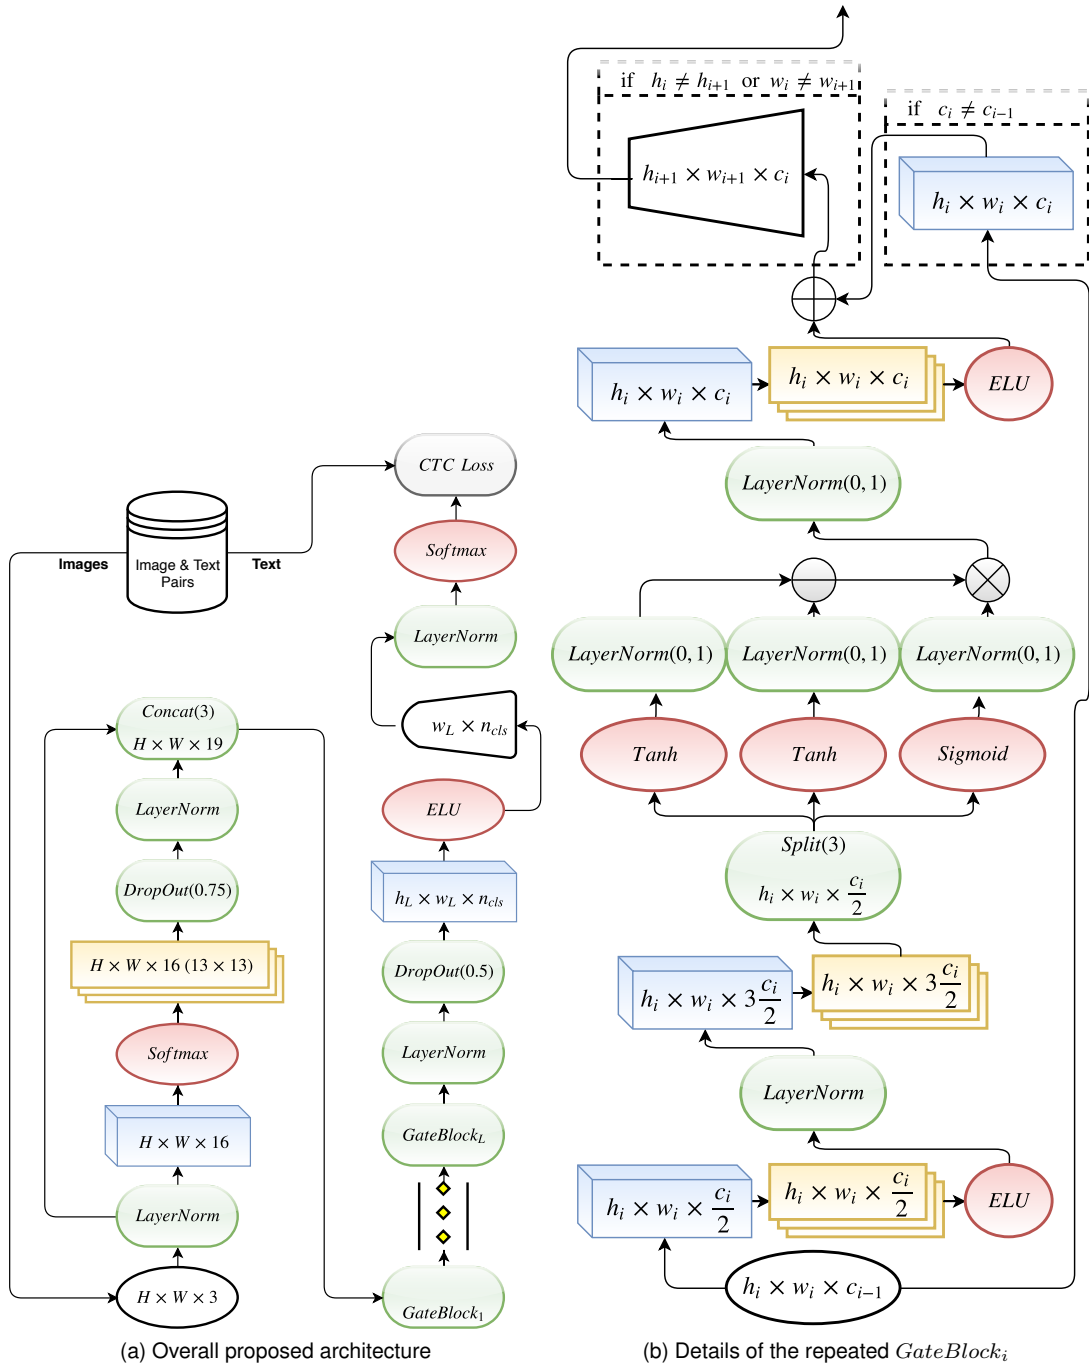 CTC Loss
Softmax
Images
Image & Text
Pairs
Text
LayerNorm
w_L × n_cls
ELU
h_L × w_L × n_cls
DropOut(0.5)
LayerNorm
GateBlock_L
GateBlock_1
Concat(3)
H × W × 19
LayerNorm
DropOut(0.75)
H × W × 16 (13 × 13)
Softmax
H × W × 16
LayerNorm
H × W × 3
(a) Overall proposed architecture
if h_i ≠ h_{i+1} or w_i ≠ w_{i+1}
h_{i+1} × w_{i+1} × c_i
if c_i ≠ c_{i−1}
h_i × w_i × c_i
h_i × w_i × c_i
h_i × w_i × c_i
ELU
LayerNorm(0, 1)
LayerNorm(0, 1)
LayerNorm(0, 1)
LayerNorm(0, 1)
Tanh
Tanh
Sigmoid
Split(3)
h_i × w_i × c_i/2
h_i × w_i × 3 c_i/2
h_i × w_i × 3 c_i/2
LayerNorm
h_i × w_i × c_i/2
h_i × w_i × c_i/2
ELU
h_i × w_i × c_{i−1}
(b) Details of the repeated GateBlock_i